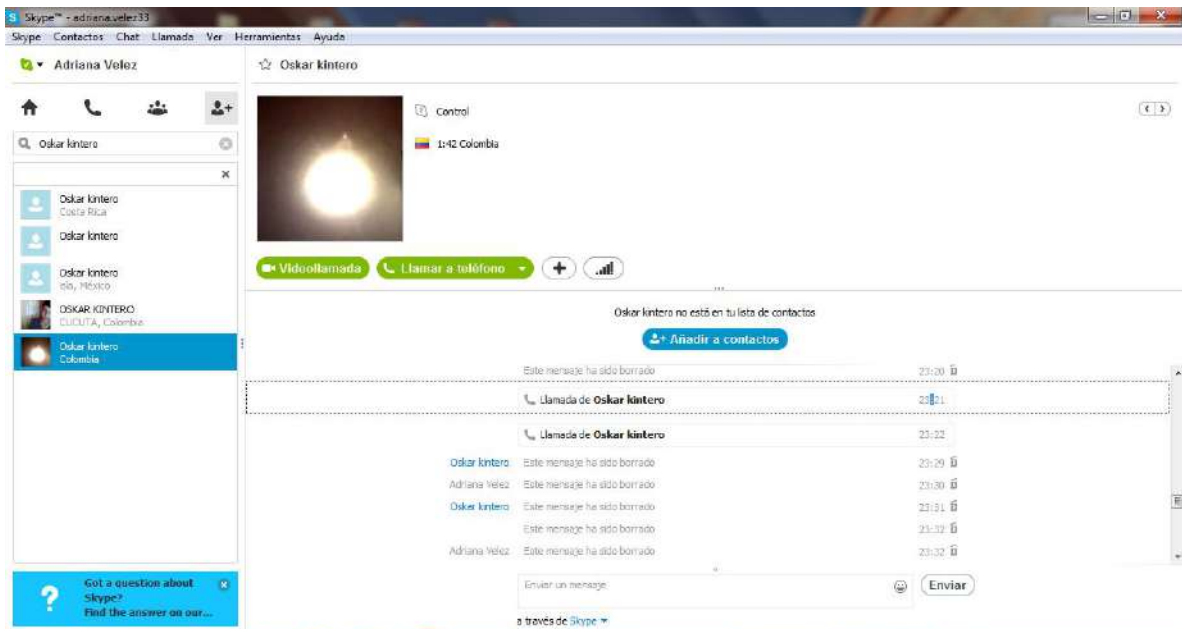 Skype™ - adriana.velez33
Skype Contactos Chat Llamada Ver Herramientas Ayuda
Adriana Velez
Oskar kintero
Oskar kintero
Costa Rica
Oskar kintero
Oskar kintero
isla, México
OSKAR KINTERO
CUCUTA, Colombia
Oskar kintero
Colombia
Got a question about
Skype?
Find the answer on our...
Oskar kintero
Control
1:42 Colombia
Videollamada
Llamar a teléfono
Oskar kintero no está en tu lista de contactos
Añadir a contactos
Este mensaje ha sido borrado 23:20
Llamada de Oskar kintero 23:21
Llamada de Oskar kintero 23:22
Oskar kintero Este mensaje ha sido borrado 23:29
Adriana Velez Este mensaje ha sido borrado 23:30
Oskar kintero Este mensaje ha sido borrado 23:31
Este mensaje ha sido borrado 23:32
Adriana Velez Este mensaje ha sido borrado 23:32
Enviar un mensaje
Enviar
a través de Skype